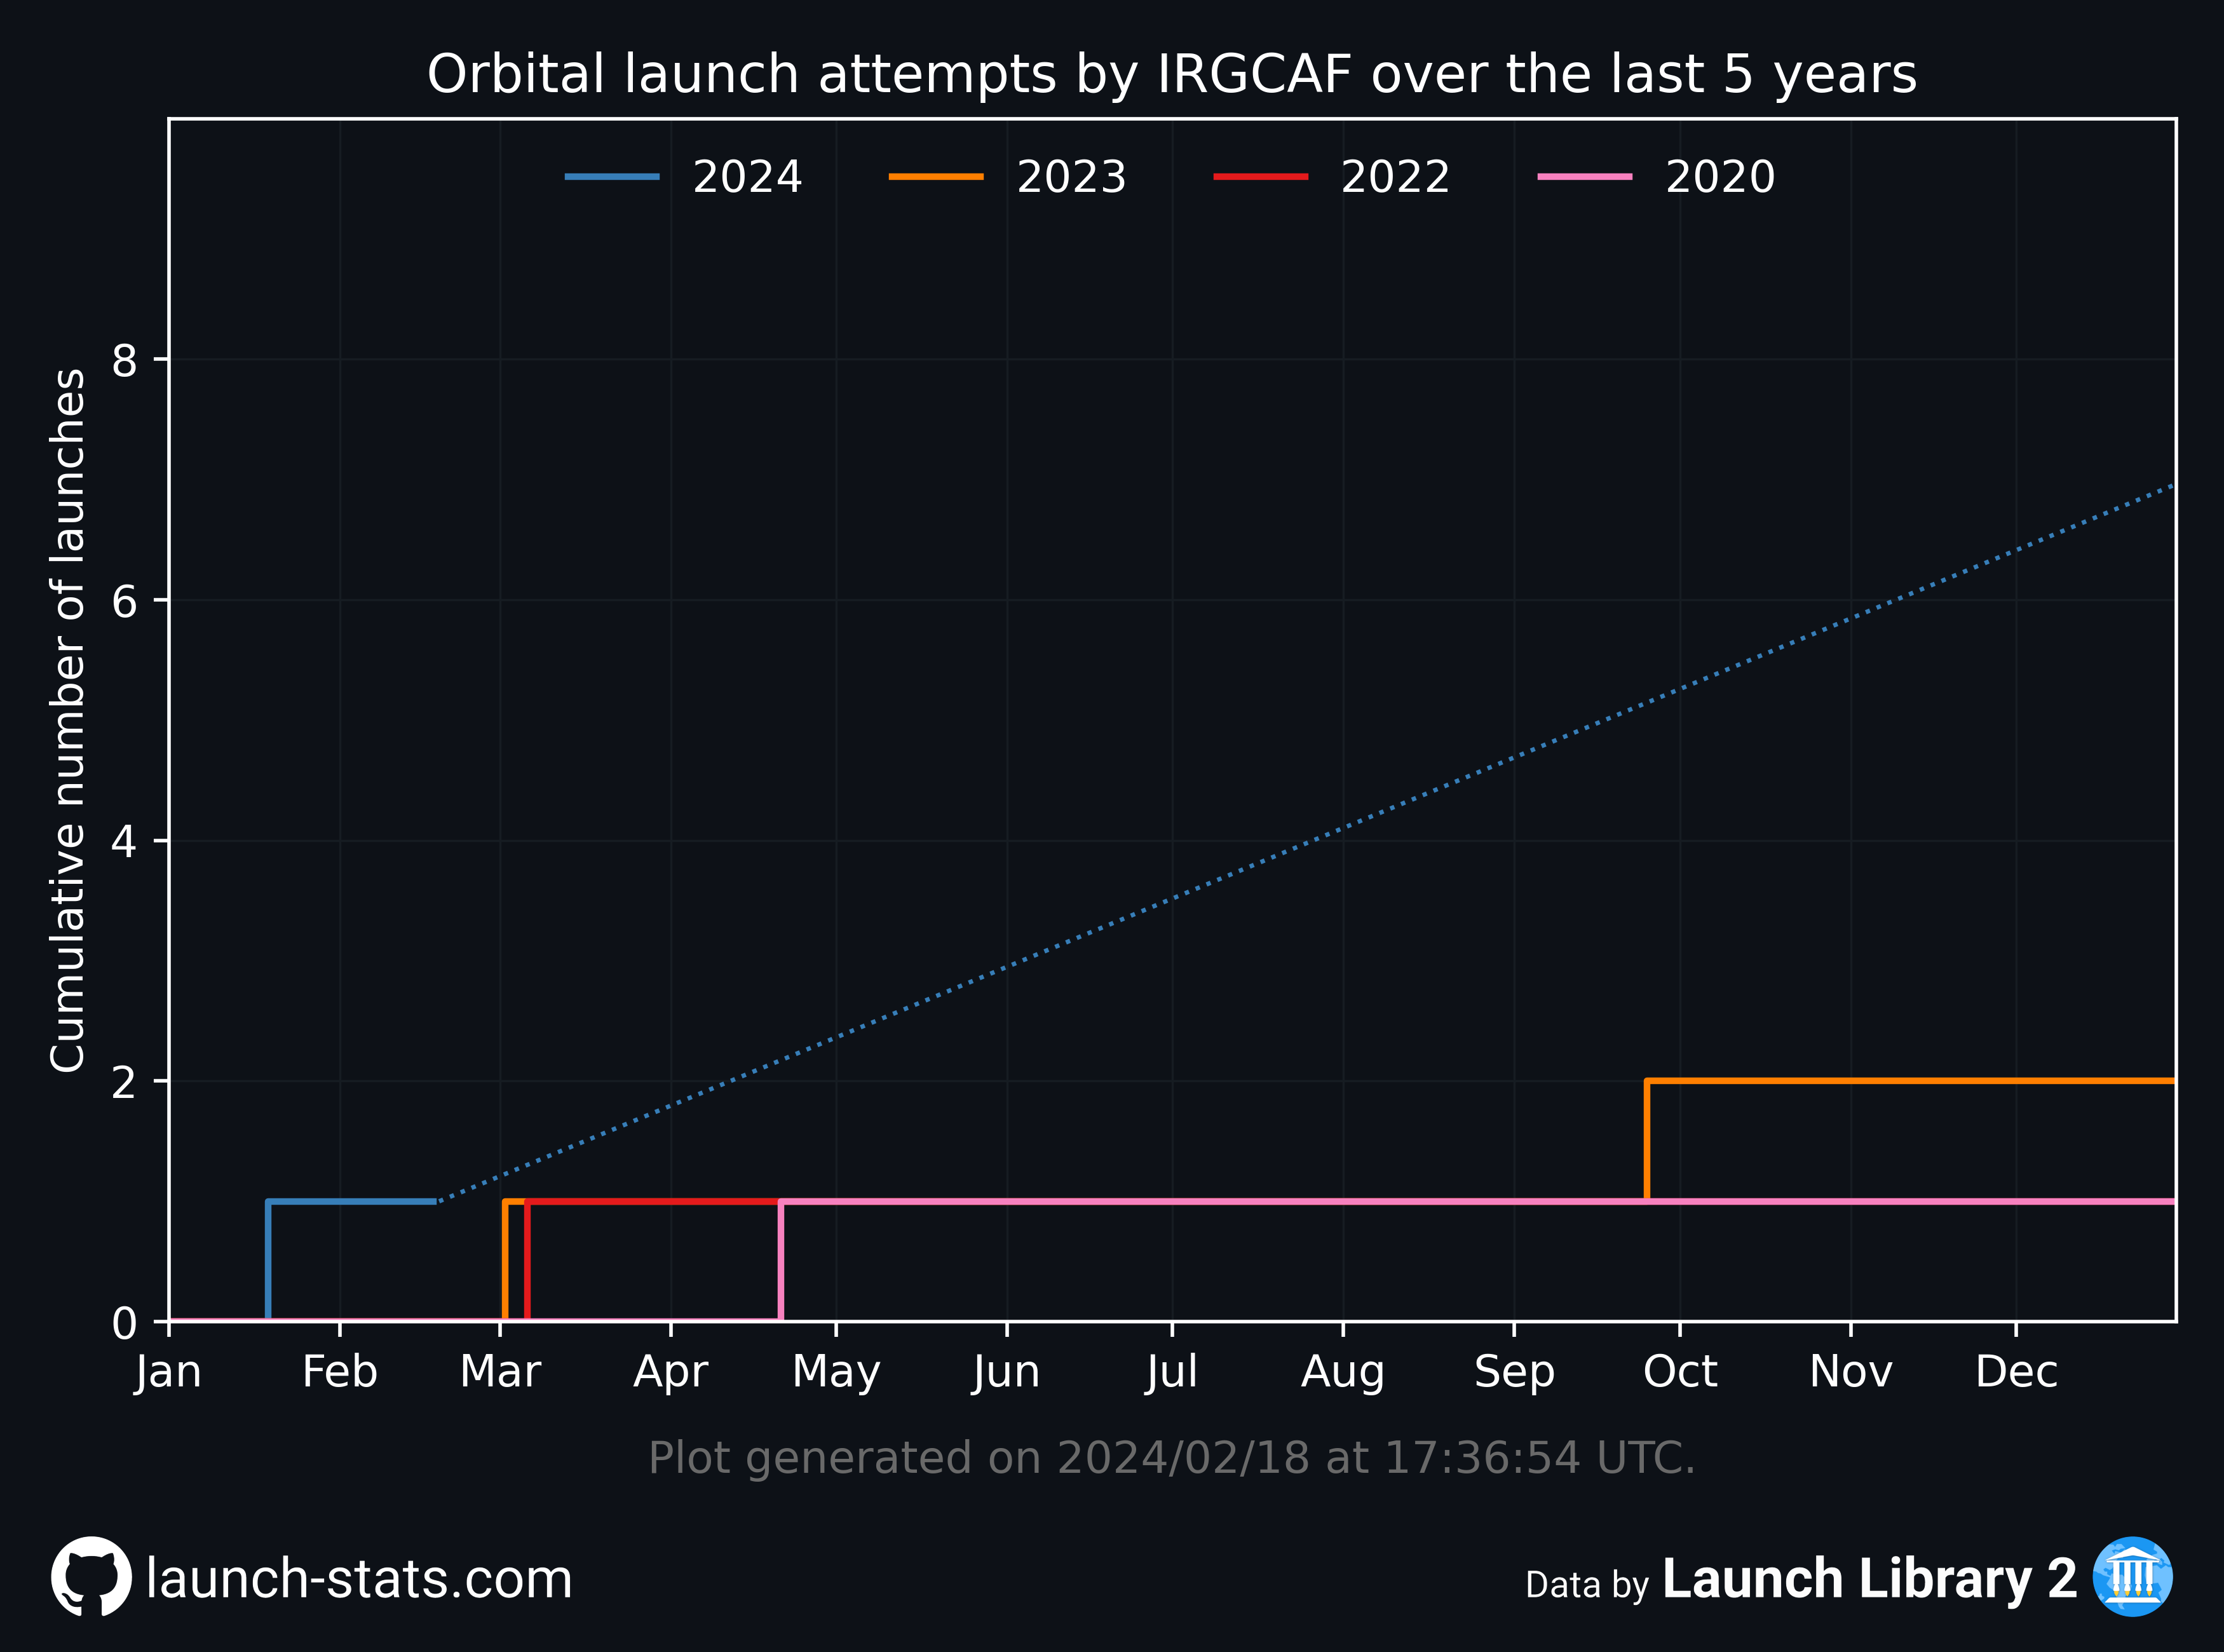 Orbital launch attempts by IRGCAF over the last 5 years
2024 2023 2022 2020
Cumulative number of launches
8
6
4
2
0
Jan Feb Mar Apr May Jun Jul Aug Sep Oct Nov Dec
Plot generated on 2024/02/18 at 17:36:54 UTC.
launch-stats.com
Data by Launch Library 2